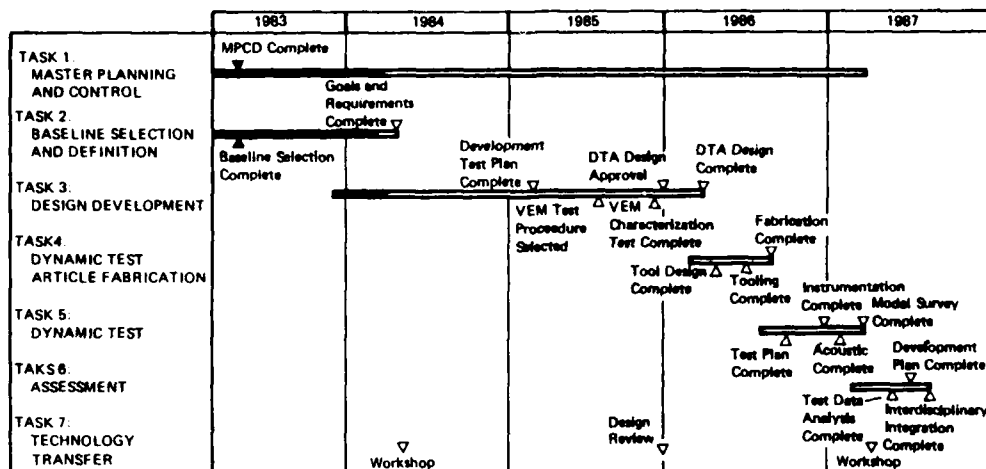 1983 1984 1985 1986 1987
TASK 1.
MASTER PLANNING
AND CONTROL
MPCD Complete
Goals and
Requirements
Complete
TASK 2.
BASELINE SELECTION
AND DEFINITION
Baseline Selection
Complete
TASK 3.
DESIGN DEVELOPMENT
Development
Test Plan
Complete
DTA Design
Approval
DTA Design
Complete
VEM Test
Procedure
Selected
VEM
Characterization
Test Complete
TASK4.
DYNAMIC TEST
ARTICLE FABRICATION
Fabrication
Complete
Tool Design
Complete
Tooling
Complete
TASK 5:
DYNAMIC TEST
Instrumentation
Complete
Modal Survey
Complete
Test Plan
Complete
Acoustic
Complete
TAKS 6:
ASSESSMENT
Development
Plan Complete
Test Data
Analysis
Complete
Interdisciplinary
Integration
Complete
TASK 7:
TECHNOLOGY
TRANSFER
Workshop
Design
Review
Workshop